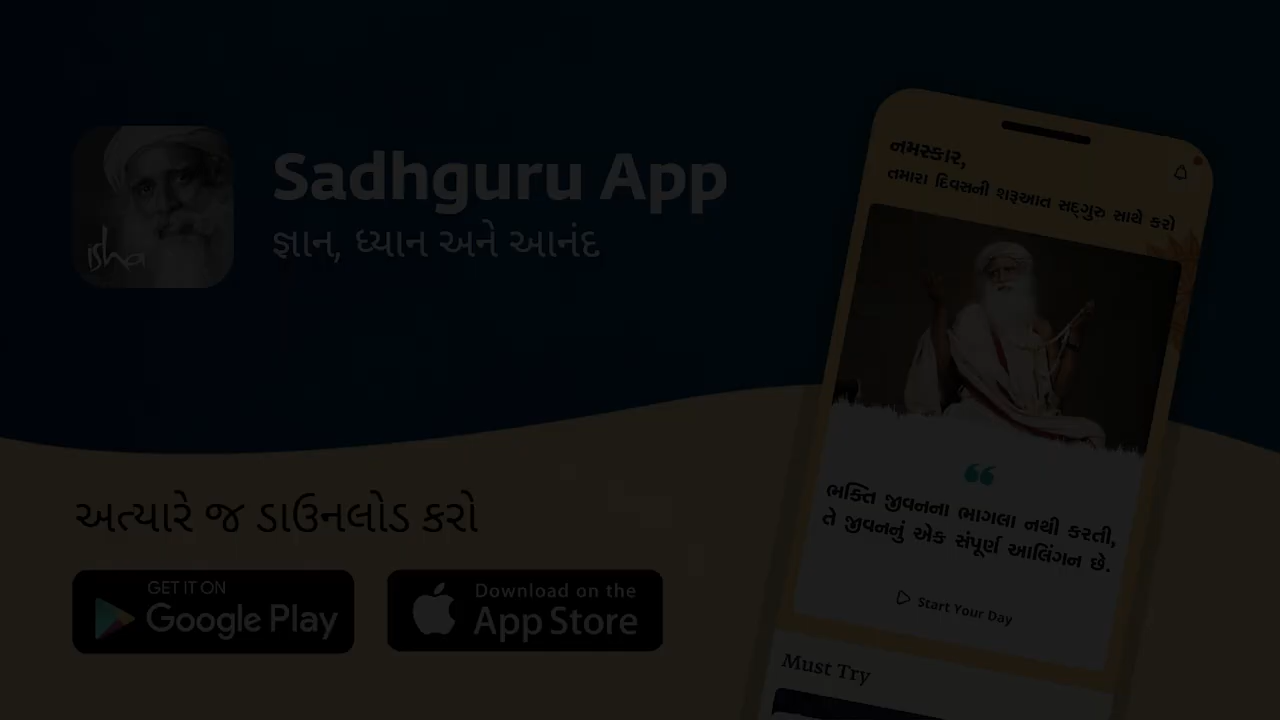 Sadhguru App
જ્ઞાન, ધ્યાન અને આનંદ
isha
અત્યારે જ ડાઉનલોડ કરો
GET IT ON
Google Play
Download on the
App Store
નમસ્કાર,
તમારા દિવસની શરૂઆત સદ્દગુરુ સાથે કરો
ભક્તિ જીવનના ભાગલા નથી કરતી,
તે જીવનનું એક સંપૂર્ણ આલિંગન છે.
Start Your Day
Must Try